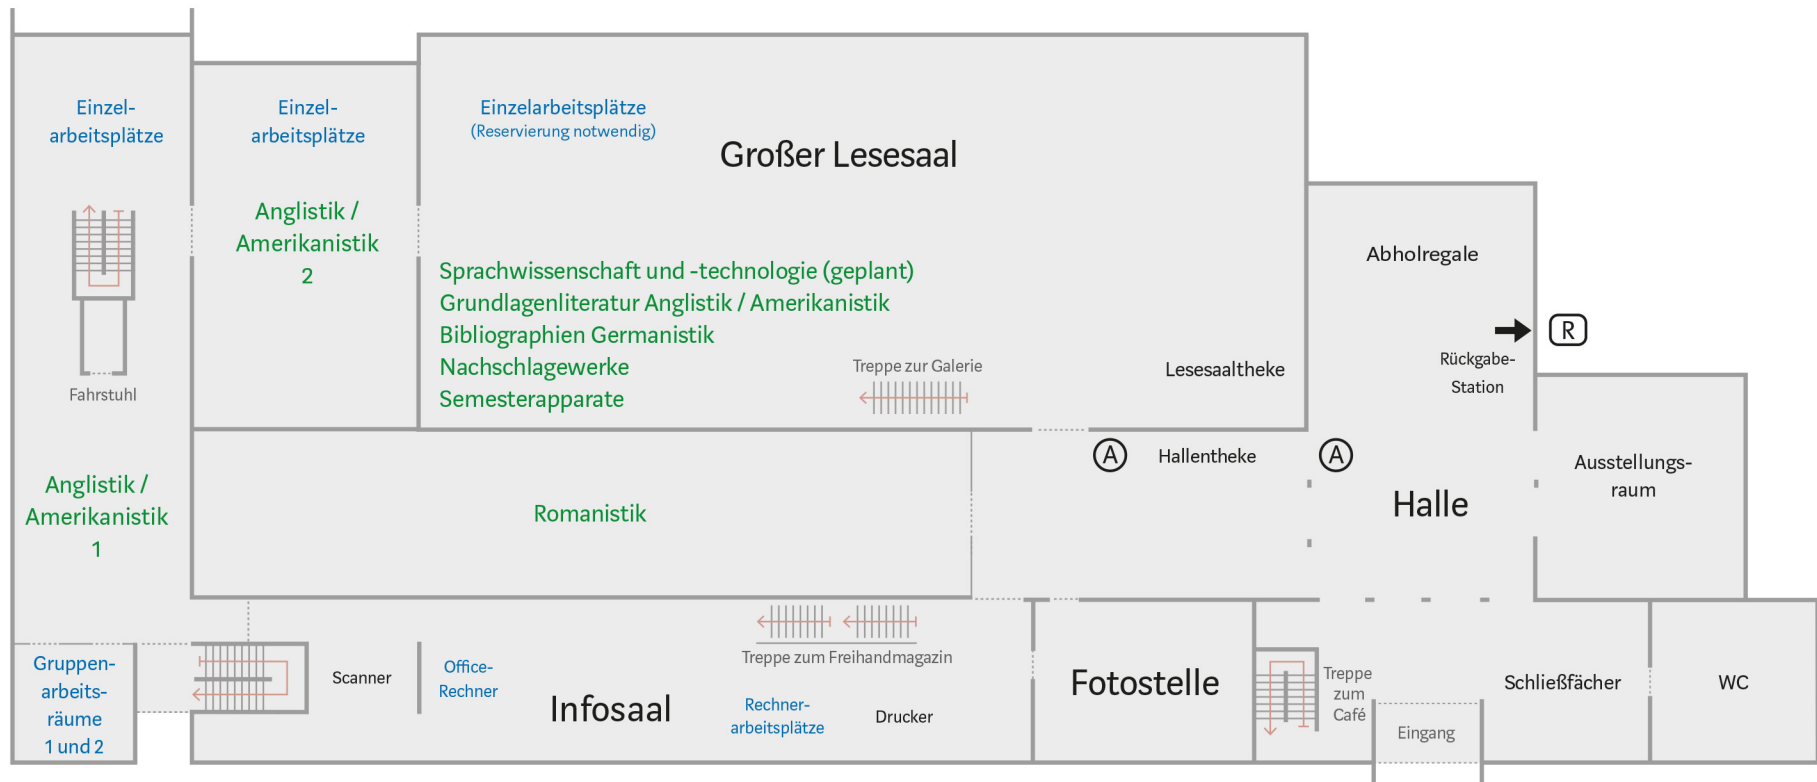 Einzel-
arbeitsplätze
Einzel-
arbeitsplätze
Einzelarbeitsplätze
(Reservierung notwendig)
Großer Lesesaal
Anglistik /
Amerikanistik
2
Sprachwissenschaft und -technologie (geplant)
Grundlagenliteratur Anglistik / Amerikanistik
Bibliographien Germanistik
Nachschlagewerke
Semesterapparate
Treppe zur Galerie
Lesesaaltheke
Abholregale
R
Rückgabe-
Station
Fahrstuhl
Anglistik /
Amerikanistik
1
Romanistik
A
Hallentheke
A
Halle
Ausstellungs-
raum
Gruppen-
arbeits-
räume
1 und 2
Scanner
Office-
Rechner
Infosaal
Treppe zum Freihandmagazin
Rechner-
arbeitsplätze
Drucker
Fotostelle
Treppe
zum
Café
Eingang
Schließfächer
WC